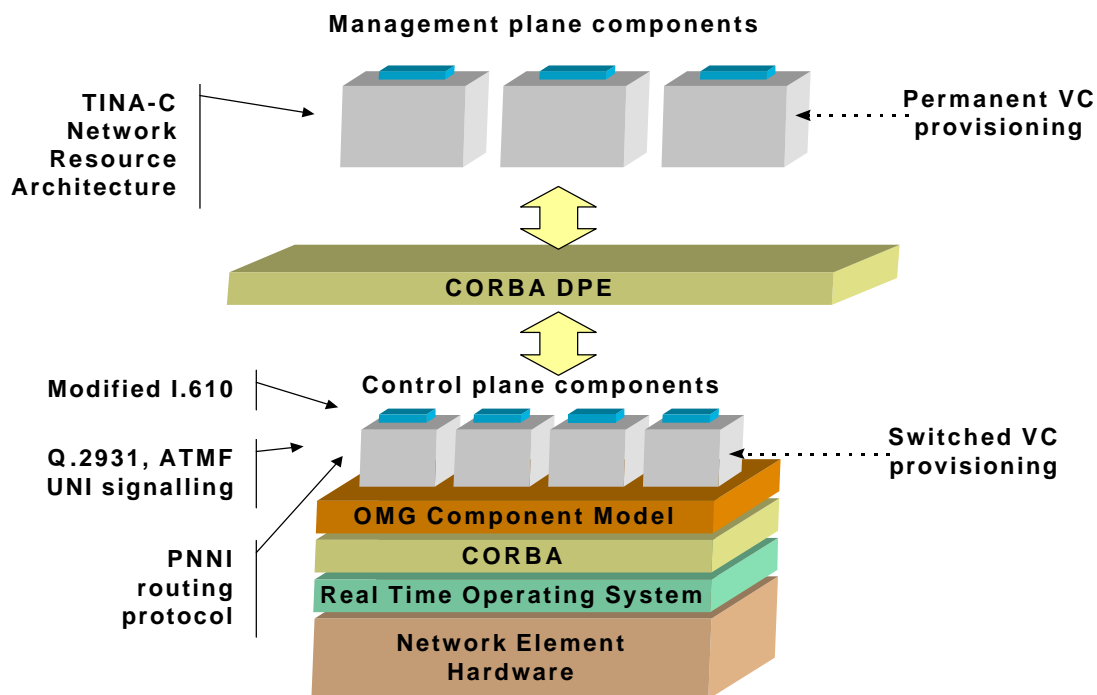 Management plane components
TINA-C
Network
Resource
Architecture
Permanent VC
provisioning
CORBA DPE
Modified I.610
Control plane components
Q.2931, ATMF
UNI signalling
Switched VC
provisioning
PNNI
routing
protocol
OMG Component Model
CORBA
Real Time Operating System
Network Element
Hardware